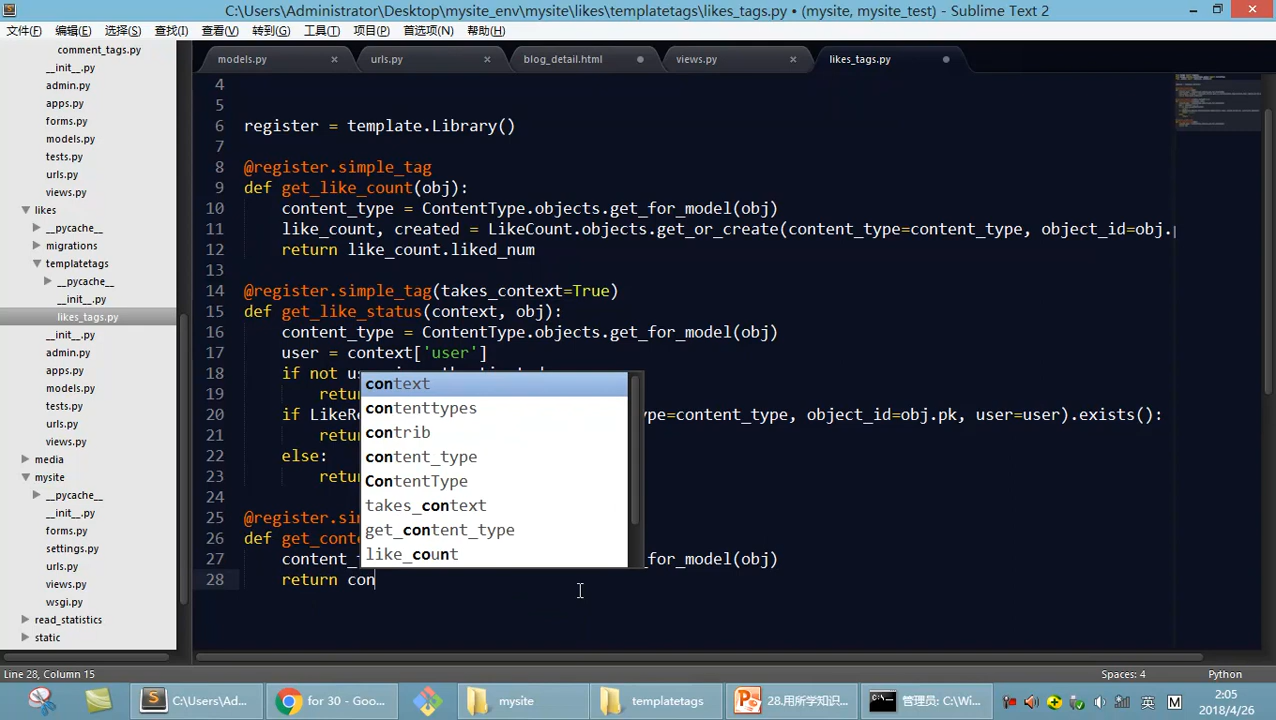 C:\Users\Administrator\Desktop\mysite_env\mysite\likes\templatetags\likes_tags.py • (mysite, mysite_test) - Sublime Text 2
文件(F) 编辑(E) 选择(S) 查找(I) 查看(V) 转到(G) 工具(T) 项目(P) 首选项(N) 帮助(H)
comment_tags.py
__init__.py
admin.py
apps.py
forms.py
models.py
tests.py
urls.py
views.py
likes
__pycache__
migrations
templatetags
__pycache__
__init__.py
likes_tags.py
__init__.py
admin.py
apps.py
models.py
tests.py
urls.py
views.py
media
mysite
__pycache__
__init__.py
forms.py
settings.py
urls.py
views.py
wsgi.py
read_statistics
static
models.py urls.py blog_detail.html views.py likes_tags.py
4
5
6 register = template.Library()
7
8 @register.simple_tag
9 def get_like_count(obj):
10 content_type = ContentType.objects.get_for_model(obj)
11 like_count, created = LikeCount.objects.get_or_create(content_type=content_type, object_id=obj.p
12 return like_count.liked_num
13
14 @register.simple_tag(takes_context=True)
15 def get_like_status(context, obj):
16 content_type = ContentType.objects.get_for_model(obj)
17 user = context['user']
18 if not us
19 retur
20 if LikeRe ype=content_type, object_id=obj.pk, user=user).exists():
21 retur
22 else:
23 retur
24
25 @register.sim
26 def get_conte
27 content_t _for_model(obj)
28 return con
context
contenttypes
contrib
content_type
ContentType
takes_context
get_content_type
like_count
Line 28, Column 15 Spaces: 4 Python
C:\Users\Ad... for 30 - Goo... mysite templatetags 28.用所学知识... 管理员: C:\Win... 英 M 2:05
2018/4/26